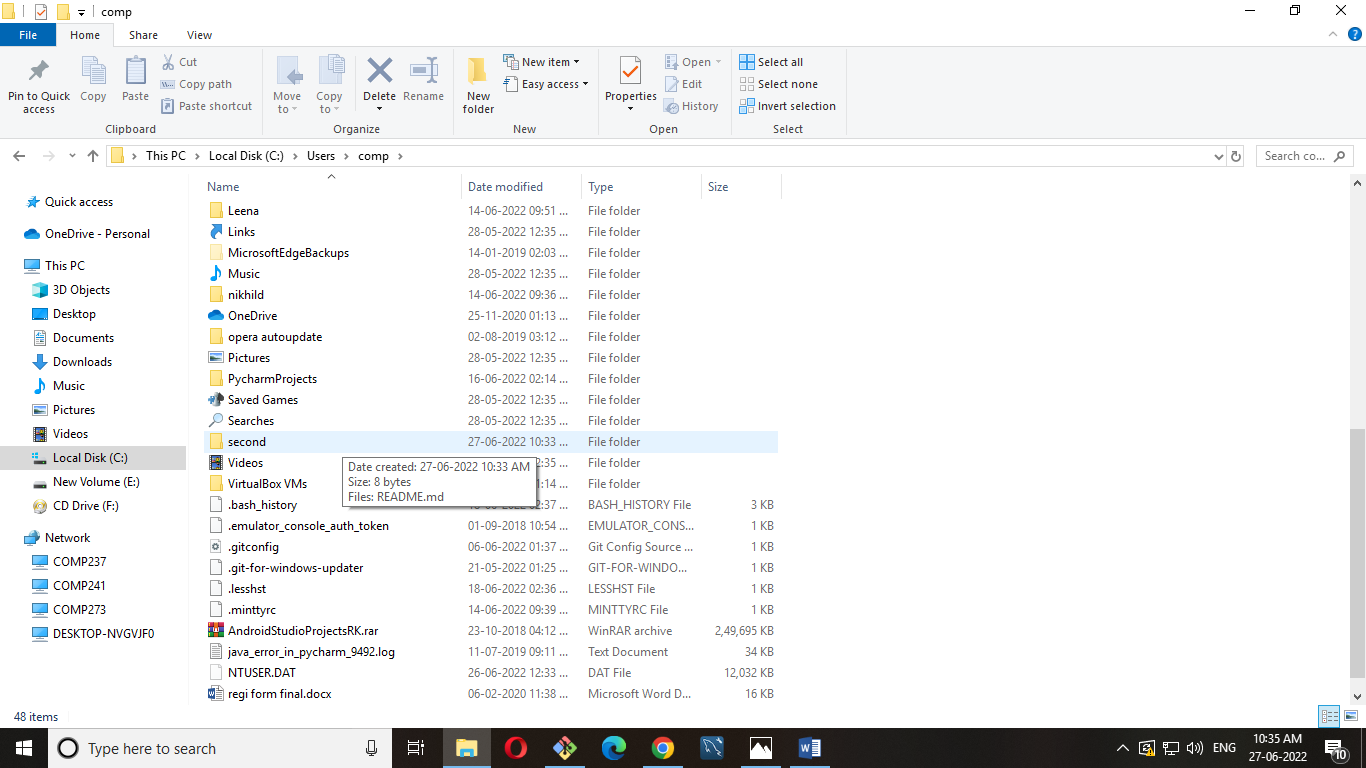 comp
File Home Share View
Pin to Quick access
Copy
Paste
Cut
Copy path
Paste shortcut
Clipboard
Move to
Copy to
Delete
Rename
Organize
New folder
New item
Easy access
New
Properties
Open
Edit
History
Open
Select all
Select none
Invert selection
Select
This PC Local Disk (C:) Users comp
Search co...
Quick access
OneDrive - Personal
This PC
3D Objects
Desktop
Documents
Downloads
Music
Pictures
Videos
Local Disk (C:)
New Volume (E:)
CD Drive (F:)
Network
COMP237
COMP241
COMP273
DESKTOP-NVGVJF0
Name Date modified Type Size
Leena 14-06-2022 09:51 ... File folder
Links 28-05-2022 12:35 ... File folder
MicrosoftEdgeBackups 14-01-2019 02:03 ... File folder
Music 28-05-2022 12:35 ... File folder
nikhild 14-06-2022 09:36 ... File folder
OneDrive 25-11-2020 01:13 ... File folder
opera autoupdate 02-08-2019 03:12 ... File folder
Pictures 28-05-2022 12:35 ... File folder
PycharmProjects 16-06-2022 02:14 ... File folder
Saved Games 28-05-2022 12:35 ... File folder
Searches 28-05-2022 12:35 ... File folder
second 27-06-2022 10:33 ... File folder
Videos 2:35 ... File folder
VirtualBox VMs 1:14 ... File folder
Date created: 27-06-2022 10:33 AM
Size: 8 bytes
Files: README.md
.bash_history 02:37 ... BASH_HISTORY File 3 KB
.emulator_console_auth_token 01-09-2018 10:54 ... EMULATOR_CONS... 1 KB
.gitconfig 06-06-2022 01:37 ... Git Config Source ... 1 KB
.git-for-windows-updater 21-05-2022 01:25 ... GIT-FOR-WINDO... 1 KB
.lesshst 18-06-2022 02:36 ... LESSHST File 1 KB
.minttyrc 14-06-2022 09:39 ... MINTTYRC File 1 KB
AndroidStudioProjectsRK.rar 23-10-2018 04:12 ... WinRAR archive 2,49,695 KB
java_error_in_pycharm_9492.log 11-07-2019 09:11 ... Text Document 34 KB
NTUSER.DAT 26-06-2022 12:33 ... DAT File 12,032 KB
regi form final.docx 06-02-2020 11:38 ... Microsoft Word D... 16 KB
48 items
Type here to search
ENG
10:35 AM
27-06-2022
10